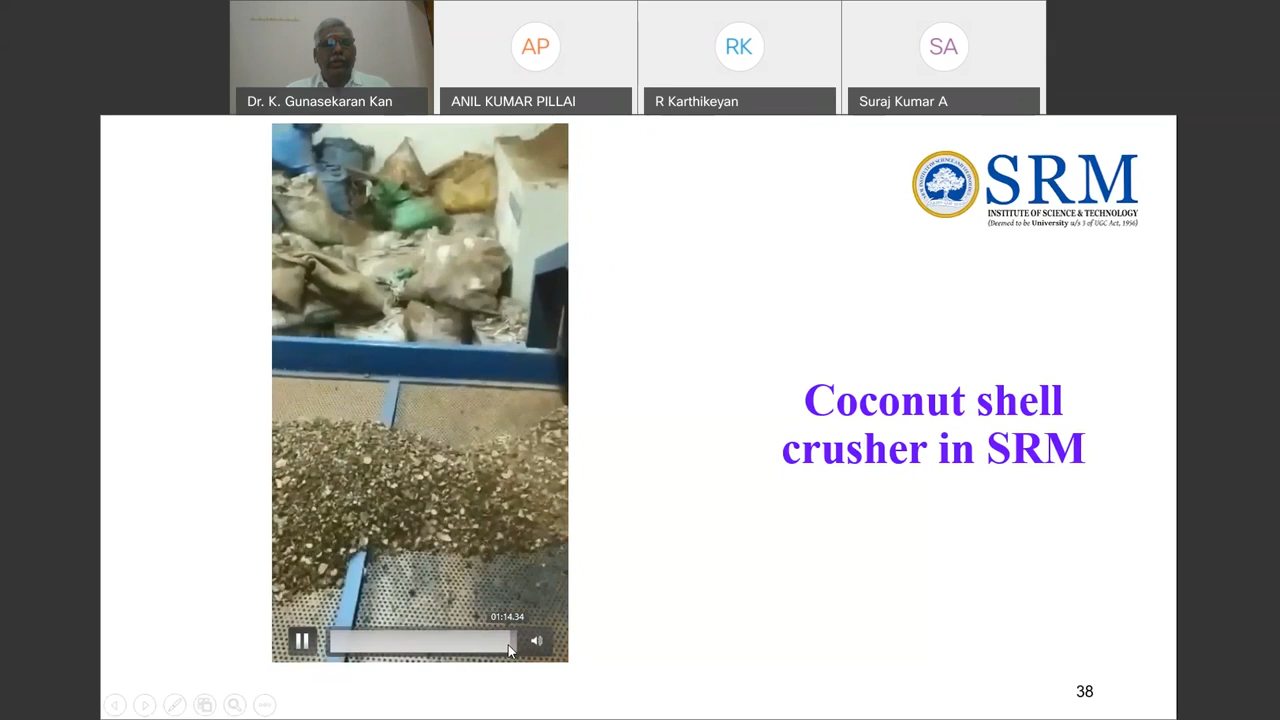 AP
RK
SA
Dr. K. Gunasekaran Kan
ANIL KUMAR PILLAI
R Karthikeyan
Suraj Kumar A
SRM
INSTITUTE OF SCIENCE & TECHNOLOGY
(Deemed to be University u/s 3 of UGC Act, 1956)
Coconut shell
crusher in SRM
01:14.34
38